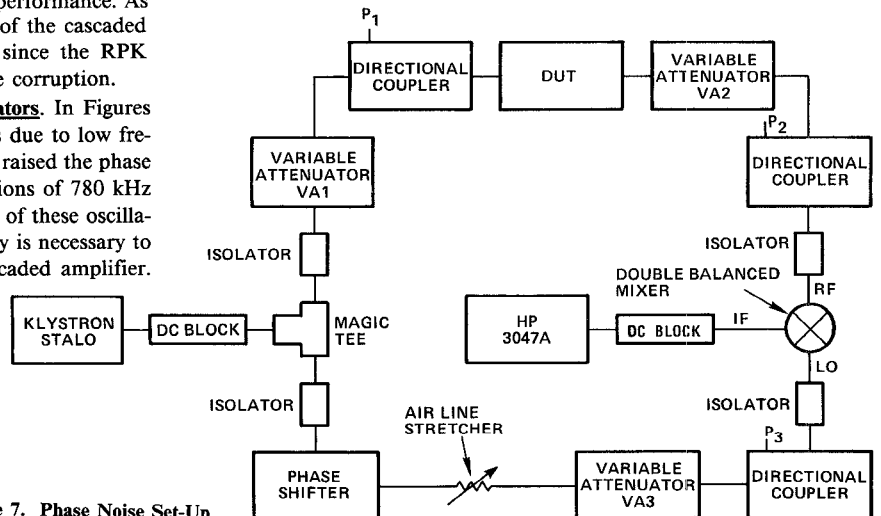 performance. As
of the cascaded
since the RPK
e corruption.
ators. In Figures
s due to low fre-
raised the phase
ions of 780 kHz
of these oscilla-
y is necessary to
caded amplifier.
P1
DIRECTIONAL
COUPLER
DUT
VARIABLE
ATTENUATOR
VA2
P2
DIRECTIONAL
COUPLER
VARIABLE
ATTENUATOR
VA1
ISOLATOR
ISOLATOR
DOUBLE BALANCED
MIXER
RF
KLYSTRON
STALO
DC BLOCK
MAGIC
TEE
HP
3047A
DC BLOCK
IF
LO
ISOLATOR
AIR LINE
STRETCHER
ISOLATOR
P3
PHASE
SHIFTER
VARIABLE
ATTENUATOR
VA3
DIRECTIONAL
COUPLER
e 7. Phase Noise Set-Up